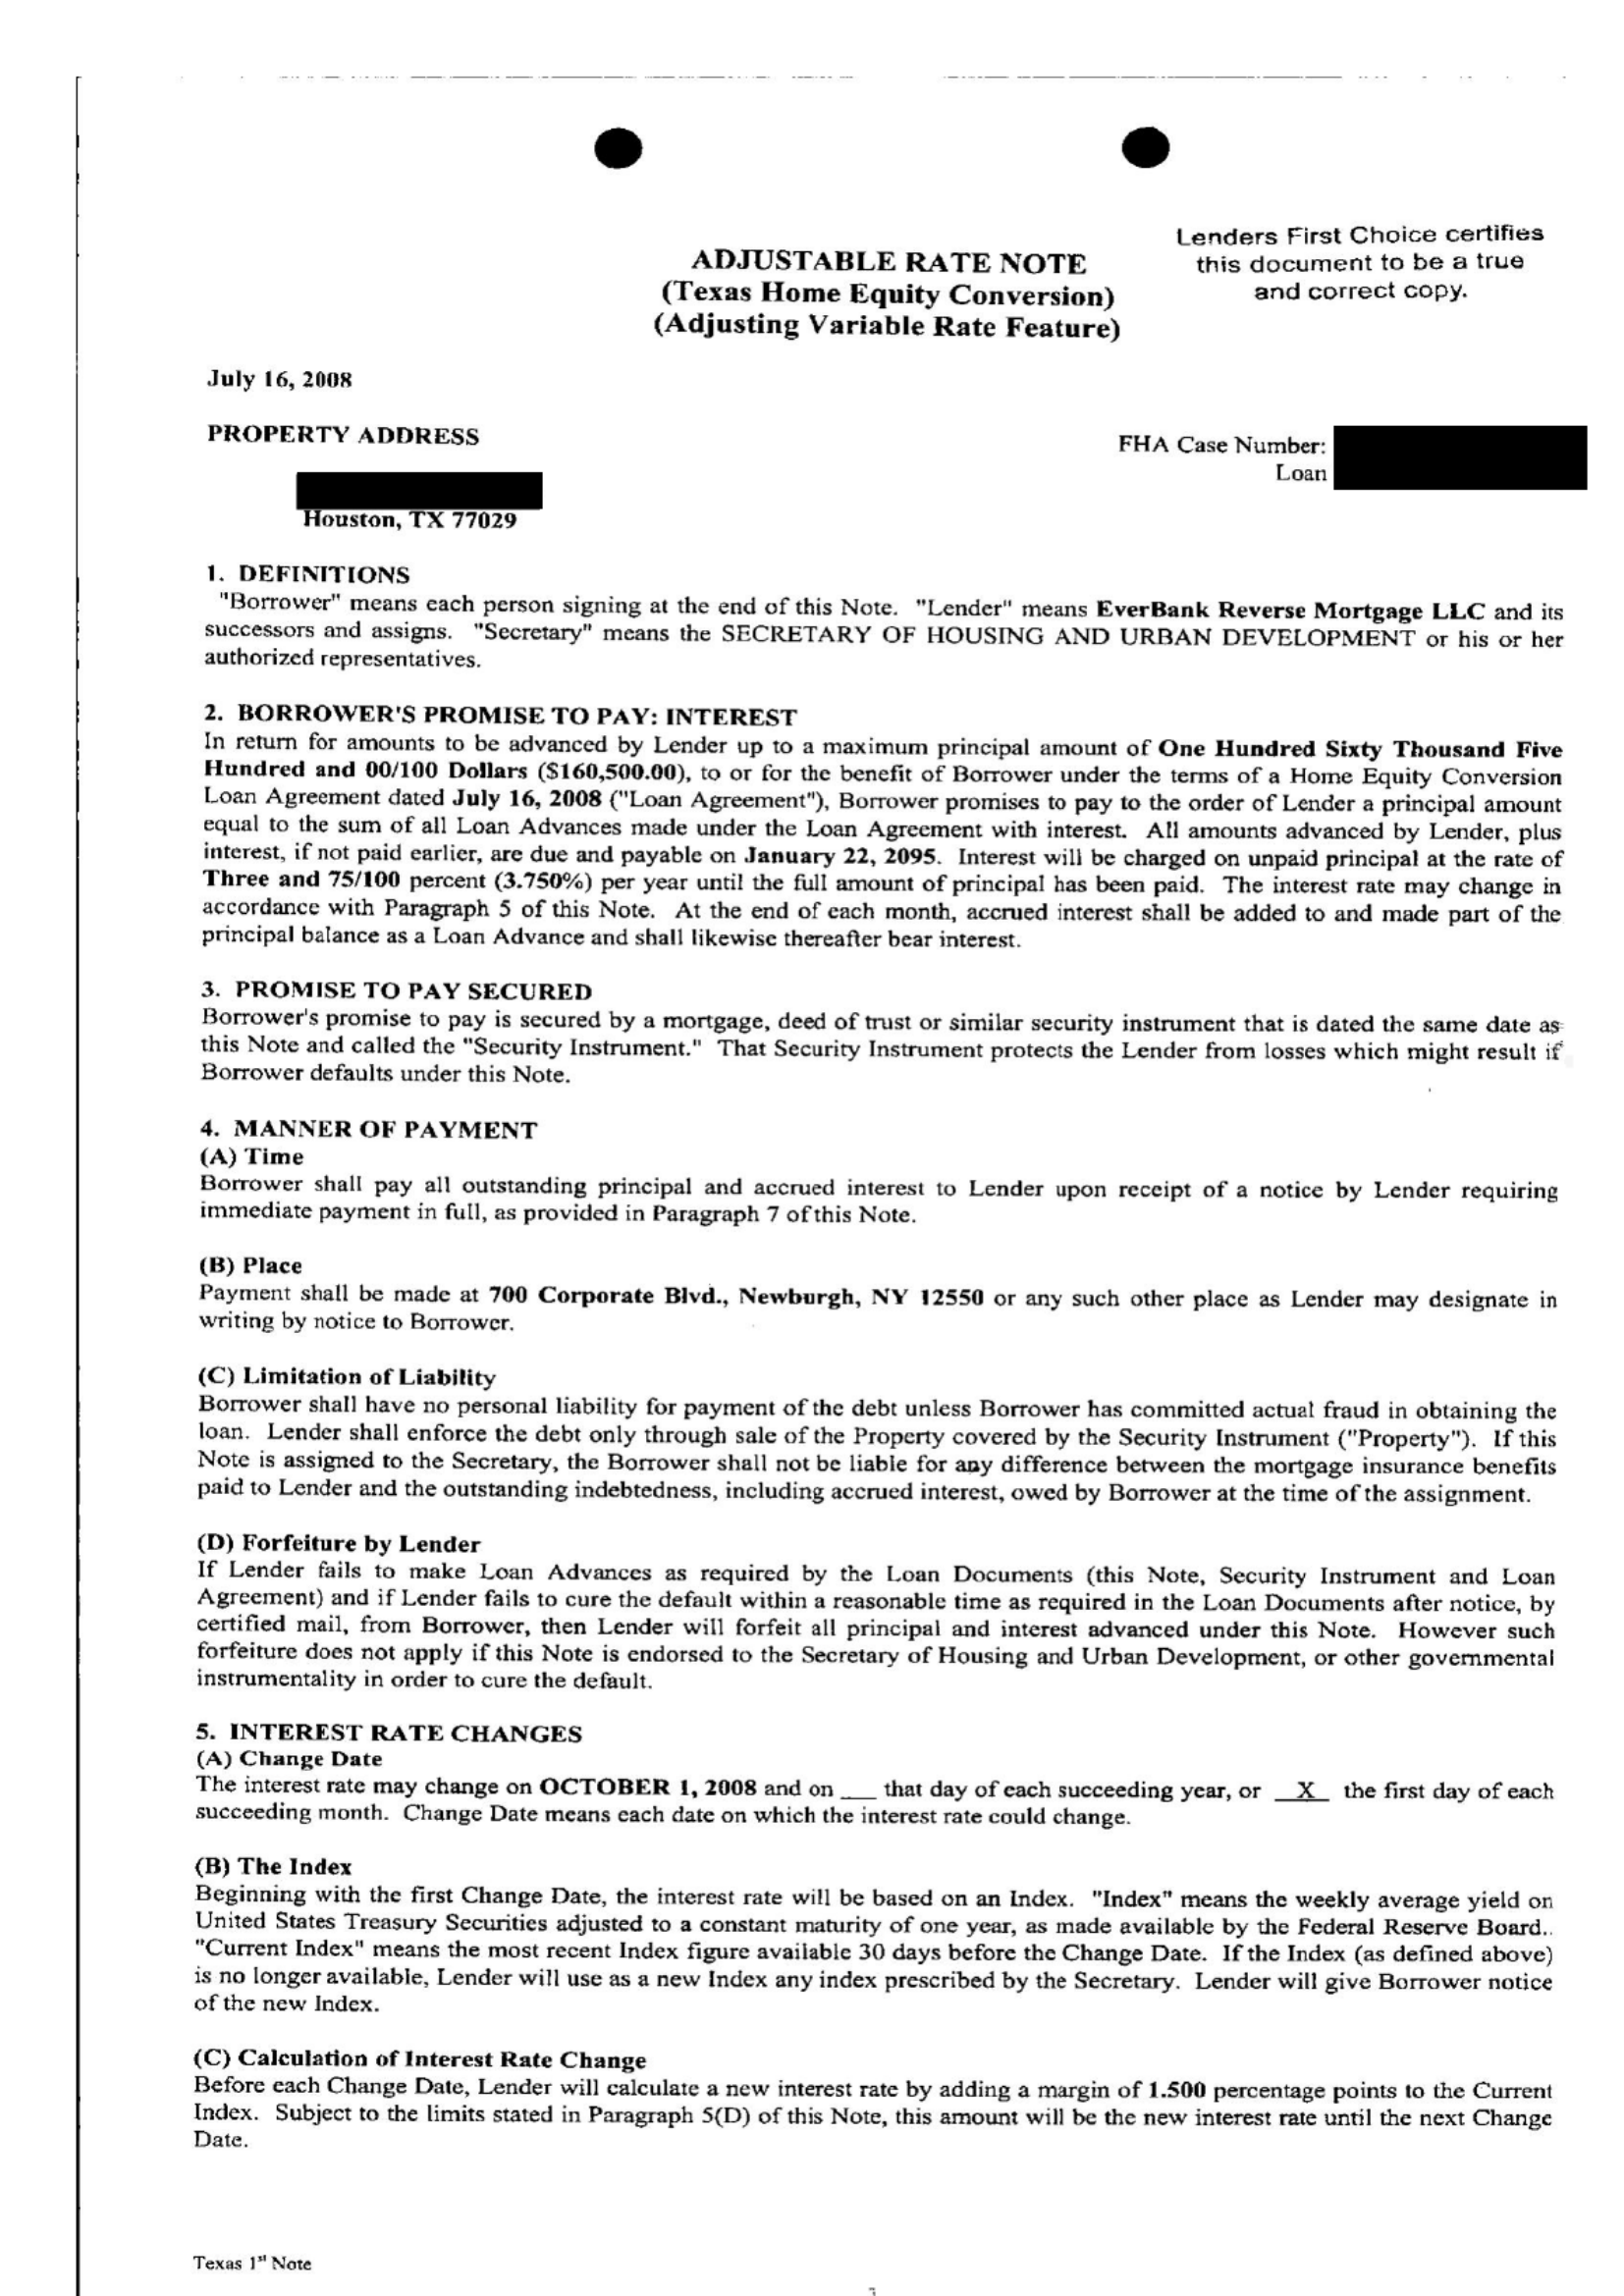 Lenders First Choice certifies
this document to be a true
and correct copy.
ADJUSTABLE RATE NOTE
(Texas Home Equity Conversion)
(Adjusting Variable Rate Feature)
July 16, 2008
PROPERTY ADDRESS
FHA Case Number:
Loan
Houston, TX 77029
1. DEFINITIONS
"Borrower" means each person signing at the end of this Note. "Lender" means EverBank Reverse Mortgage LLC and its
successors and assigns. "Secretary" means the SECRETARY OF HOUSING AND URBAN DEVELOPMENT or his or her
authorized representatives.
2. BORROWER'S PROMISE TO PAY: INTEREST
In return for amounts to be advanced by Lender up to a maximum principal amount of One Hundred Sixty Thousand Five
Hundred and 00/100 Dollars ($160,500.00), to or for the benefit of Borrower under the terms of a Home Equity Conversion
Loan Agreement dated July 16, 2008 ("Loan Agreement"), Borrower promises to pay to the order of Lender a principal amount
equal to the sum of all Loan Advances made under the Loan Agreement with interest. All amounts advanced by Lender, plus
interest, if not paid earlier, are due and payable on January 22, 2095. Interest will be charged on unpaid principal at the rate of
Three and 75/100 percent (3.750%) per year until the full amount of principal has been paid. The interest rate may change in
accordance with Paragraph 5 of this Note. At the end of each month, accrued interest shall be added to and made part of the
principal balance as a Loan Advance and shall likewise thereafter bear interest.
3. PROMISE TO PAY SECURED
Borrower's promise to pay is secured by a mortgage, deed of trust or similar security instrument that is dated the same date as
this Note and called the "Security Instrument." That Security Instrument protects the Lender from losses which might result if
Borrower defaults under this Note.
4. MANNER OF PAYMENT
(A) Time
Borrower shall pay all outstanding principal and accrued interest to Lender upon receipt of a notice by Lender requiring
immediate payment in full, as provided in Paragraph 7 of this Note.
(B) Place
Payment shall be made at 700 Corporate Blvd., Newburgh, NY 12550 or any such other place as Lender may designate in
writing by notice to Borrower.
(C) Limitation of Liability
Borrower shall have no personal liability for payment of the debt unless Borrower has committed actual fraud in obtaining the
loan. Lender shall enforce the debt only through sale of the Property covered by the Security Instrument ("Property"). If this
Note is assigned to the Secretary, the Borrower shall not be liable for any difference between the mortgage insurance benefits
paid to Lender and the outstanding indebtedness, including accrued interest, owed by Borrower at the time of the assignment.
(D) Forfeiture by Lender
If Lender fails to make Loan Advances as required by the Loan Documents (this Note, Security Instrument and Loan
Agreement) and if Lender fails to cure the default within a reasonable time as required in the Loan Documents after notice, by
certified mail, from Borrower, then Lender will forfeit all principal and interest advanced under this Note. However such
forfeiture does not apply if this Note is endorsed to the Secretary of Housing and Urban Development, or other governmental
instrumentality in order to cure the default.
5. INTEREST RATE CHANGES
(A) Change Date
The interest rate may change on OCTOBER 1, 2008 and on ___ that day of each succeeding year, or _X_ the first day of each
succeeding month. Change Date means each date on which the interest rate could change.
(B) The Index
Beginning with the first Change Date, the interest rate will be based on an Index. "Index" means the weekly average yield on
United States Treasury Securities adjusted to a constant maturity of one year, as made available by the Federal Reserve Board..
"Current Index" means the most recent Index figure available 30 days before the Change Date. If the Index (as defined above)
is no longer available, Lender will use as a new Index any index prescribed by the Secretary. Lender will give Borrower notice
of the new Index.
(C) Calculation of Interest Rate Change
Before each Change Date, Lender will calculate a new interest rate by adding a margin of 1.500 percentage points to the Current
Index. Subject to the limits stated in Paragraph 5(D) of this Note, this amount will be the new interest rate until the next Change
Date.
Texas 1st Note